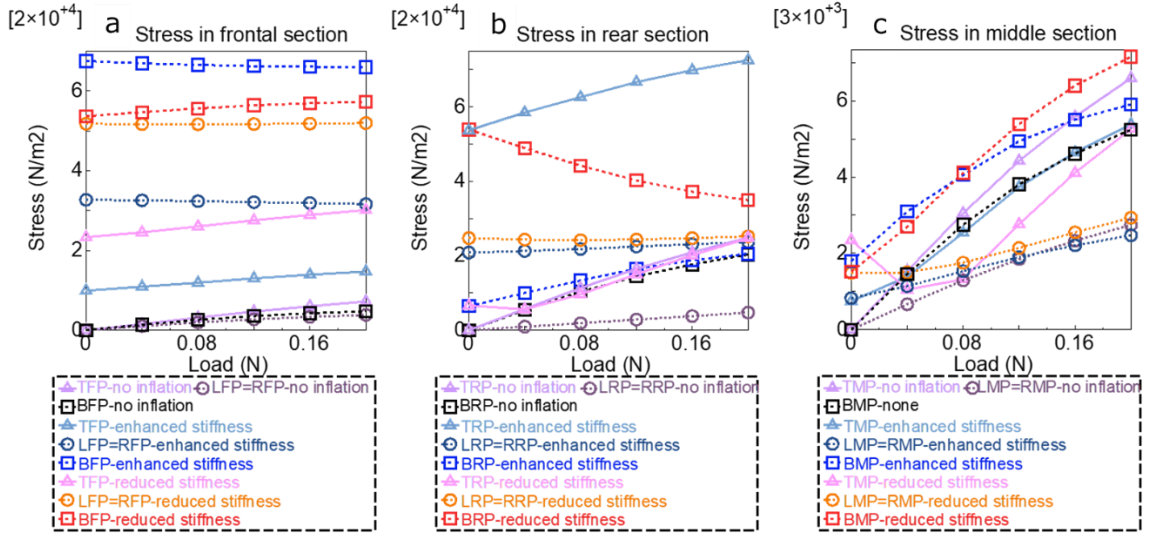 [2×10⁺⁴]
a
Stress in frontal section
6
4
2
0
Stress (N/m2)
0
0.08
0.16
Load (N)
TFP-no inflation
LFP=RFP-no inflation
BFP-no inflation
TFP-enhanced stiffness
LFP=RFP-enhanced stiffness
BFP-enhanced stiffness
TFP-reduced stiffness
LFP=RFP-reduced stiffness
BFP-reduced stiffness
[2×10⁺⁴]
b
Stress in rear section
6
4
2
0
Stress (N/m2)
0
0.08
0.16
Load (N)
TRP-no inflation
LRP=RRP-no inflation
BRP-no inflation
TRP-enhanced stiffness
LRP=RRP-enhanced stiffness
BRP-enhanced stiffness
TRP-reduced stiffness
LRP=RRP-reduced stiffness
BRP-reduced stiffness
[3×10⁺³]
c
Stress in middle section
6
4
2
0
Stress (N/m2)
0
0.08
0.16
Load (N)
TMP-no inflation
LMP=RMP-no inflation
BMP-none
TMP-enhanced stiffness
LMP=RMP-enhanced stiffness
BMP-enhanced stiffness
TMP-reduced stiffness
LMP=RMP-reduced stiffness
BMP-reduced stiffness